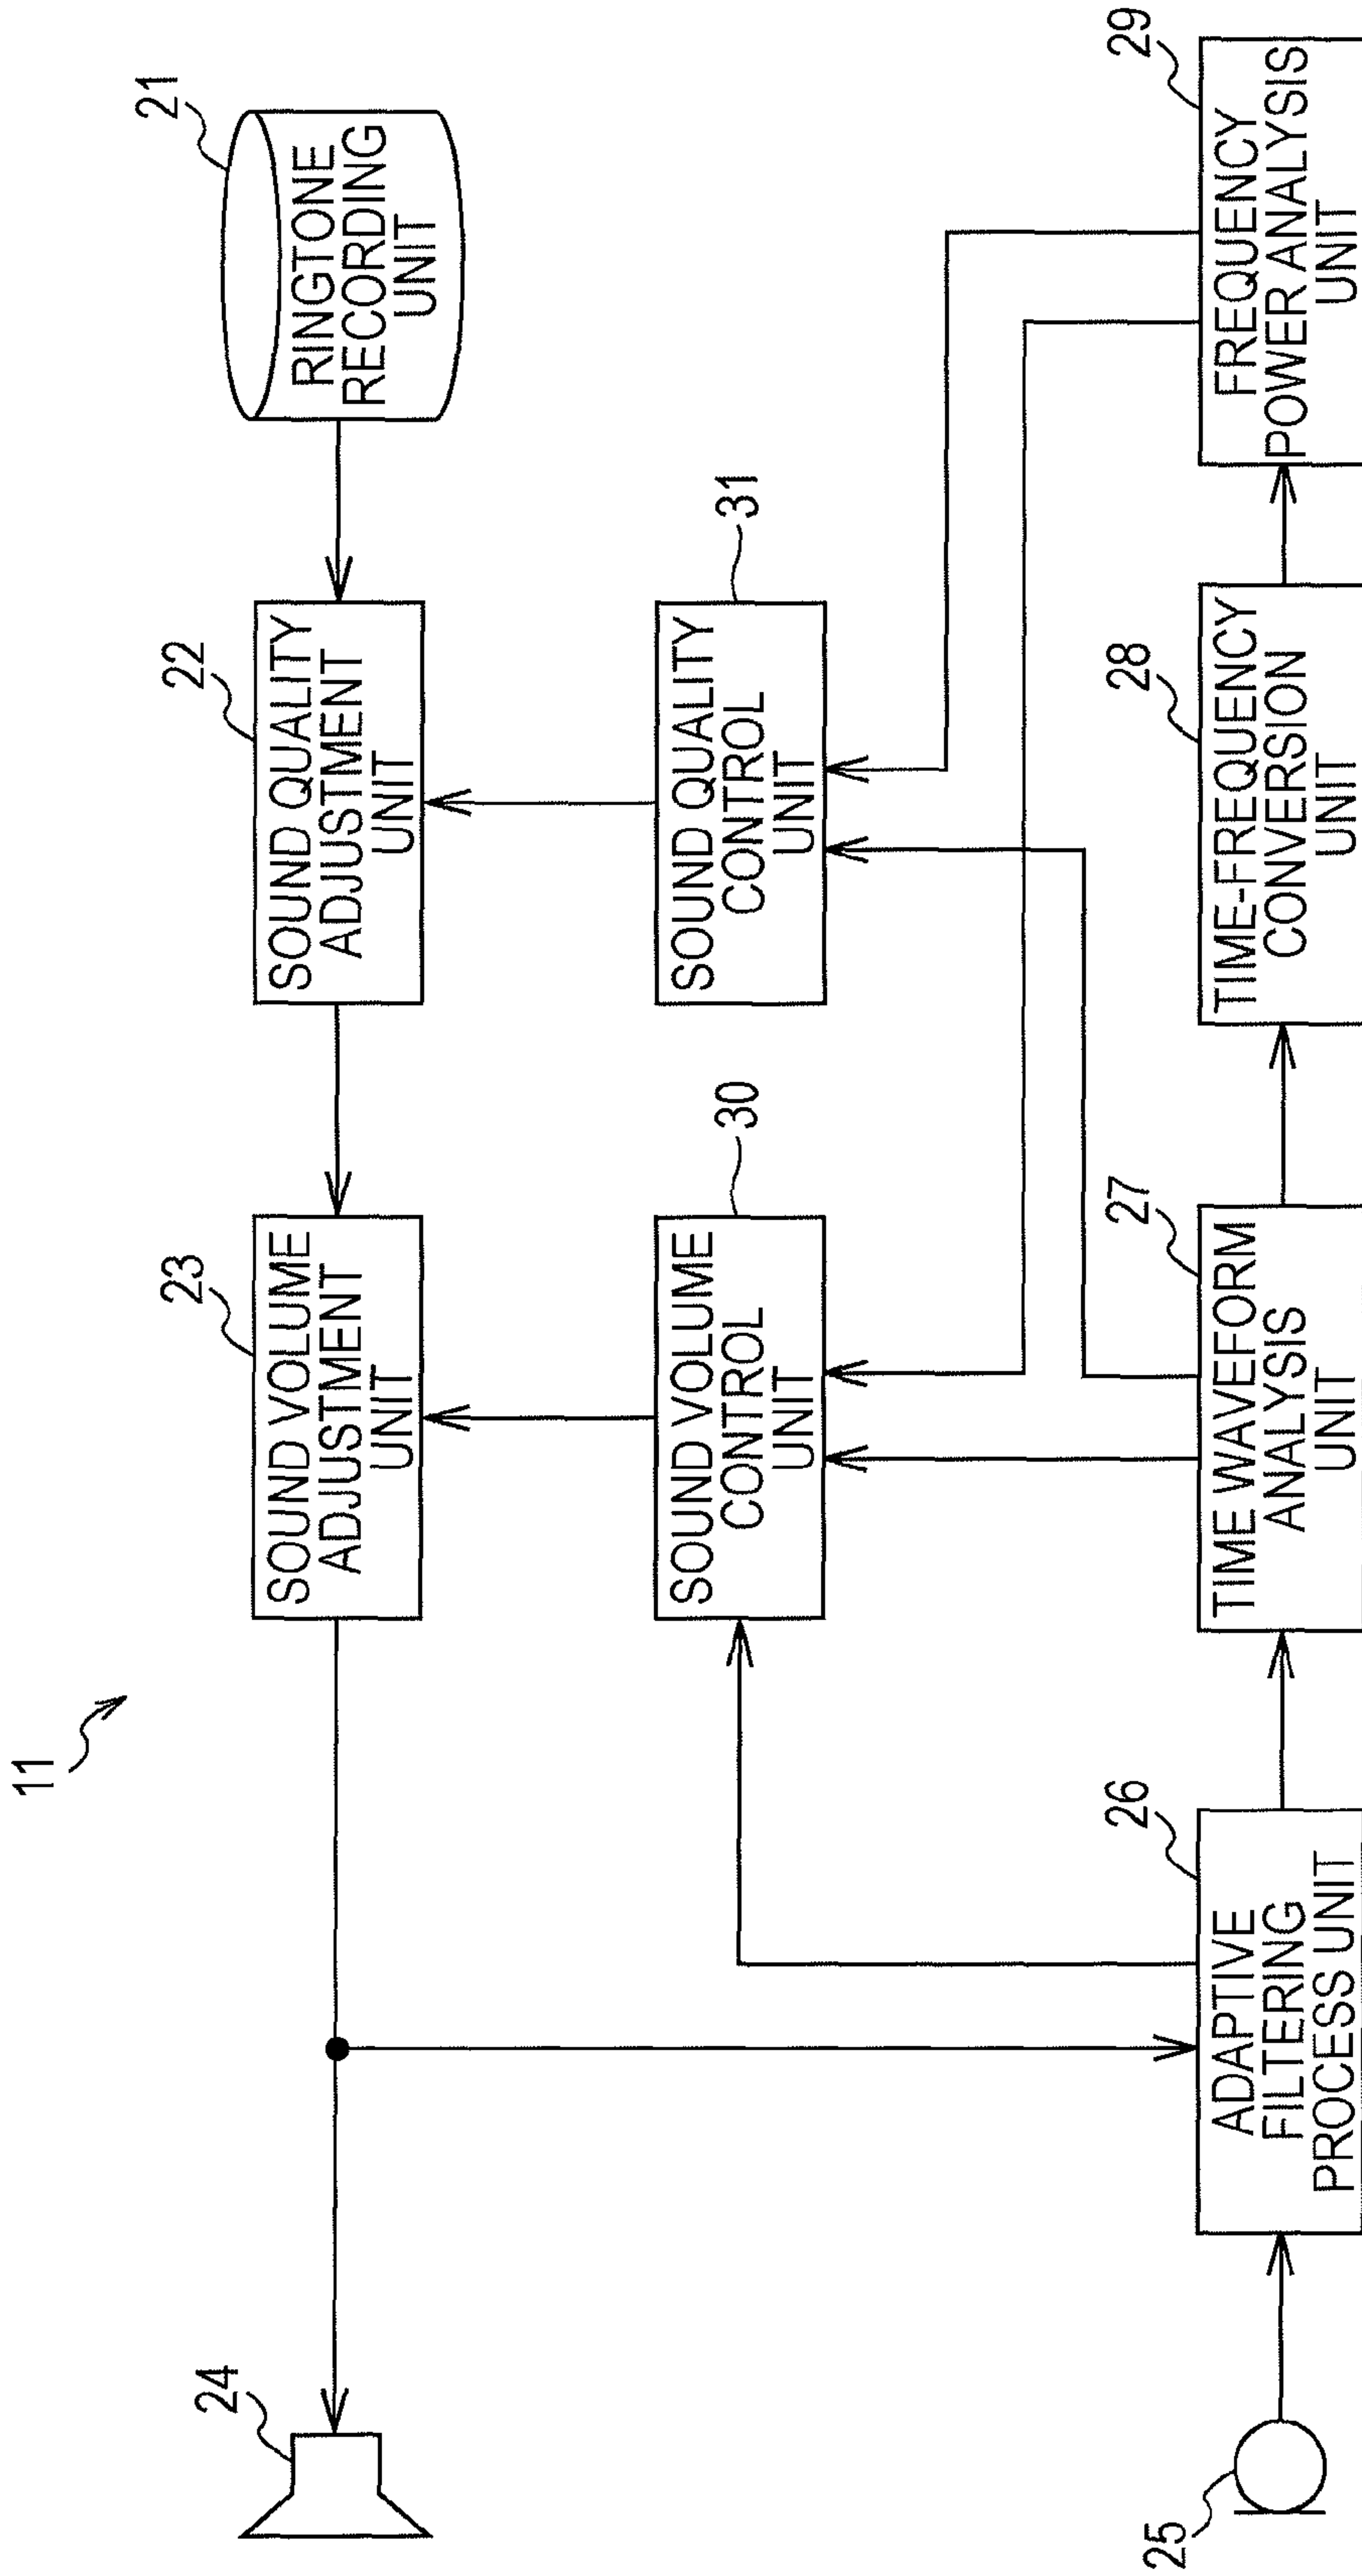 11
24
23
SOUND VOLUME
ADJUSTMENT
UNIT
22
SOUND QUALITY
ADJUSTMENT
UNIT
21
RINGTONE
RECORDING
UNIT
30
SOUND VOLUME
CONTROL
UNIT
31
SOUND QUALITY
CONTROL
UNIT
25
26
ADAPTIVE
FILTERING
PROCESS UNIT
27
TIME WAVEFORM
ANALYSIS
UNIT
28
TIME-FREQUENCY
CONVERSION
UNIT
29
FREQUENCY
POWER ANALYSIS
UNIT